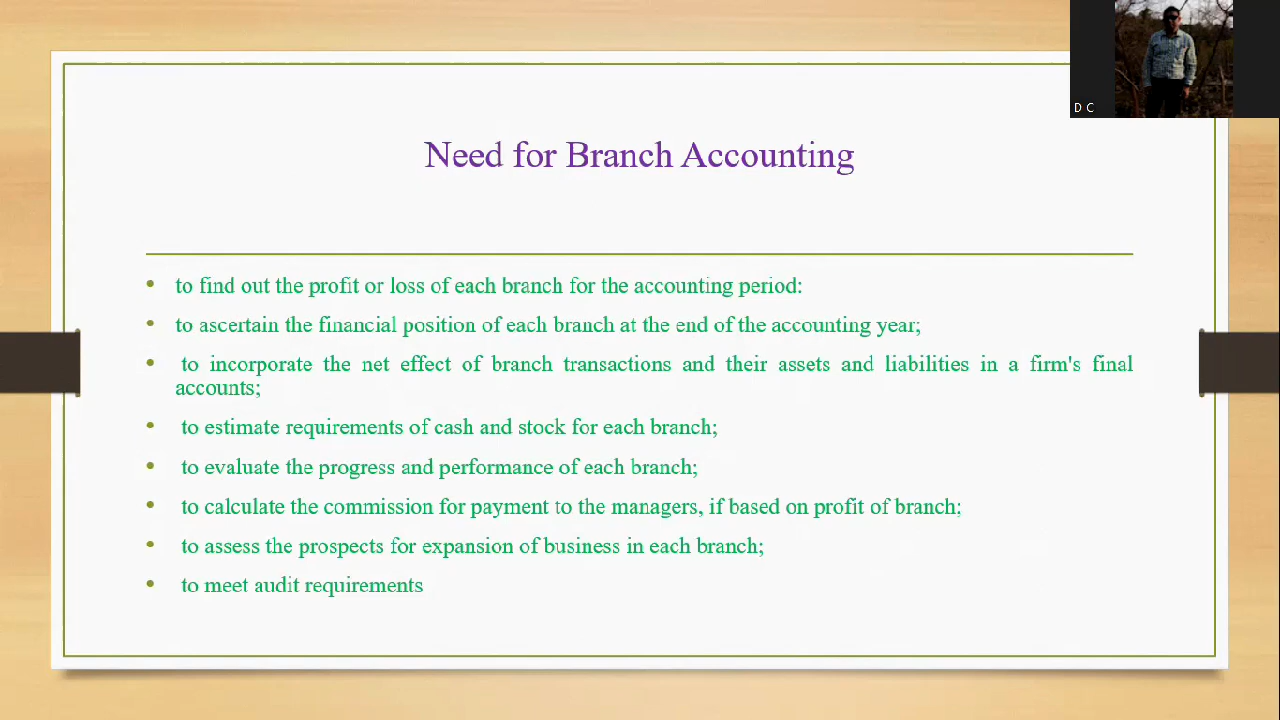 D C
Need for Branch Accounting
• to find out the profit or loss of each branch for the accounting period:
• to ascertain the financial position of each branch at the end of the accounting year;
• to incorporate the net effect of branch transactions and their assets and liabilities in a firm's final
accounts;
• to estimate requirements of cash and stock for each branch;
• to evaluate the progress and performance of each branch;
• to calculate the commission for payment to the managers, if based on profit of branch;
• to assess the prospects for expansion of business in each branch;
• to meet audit requirements